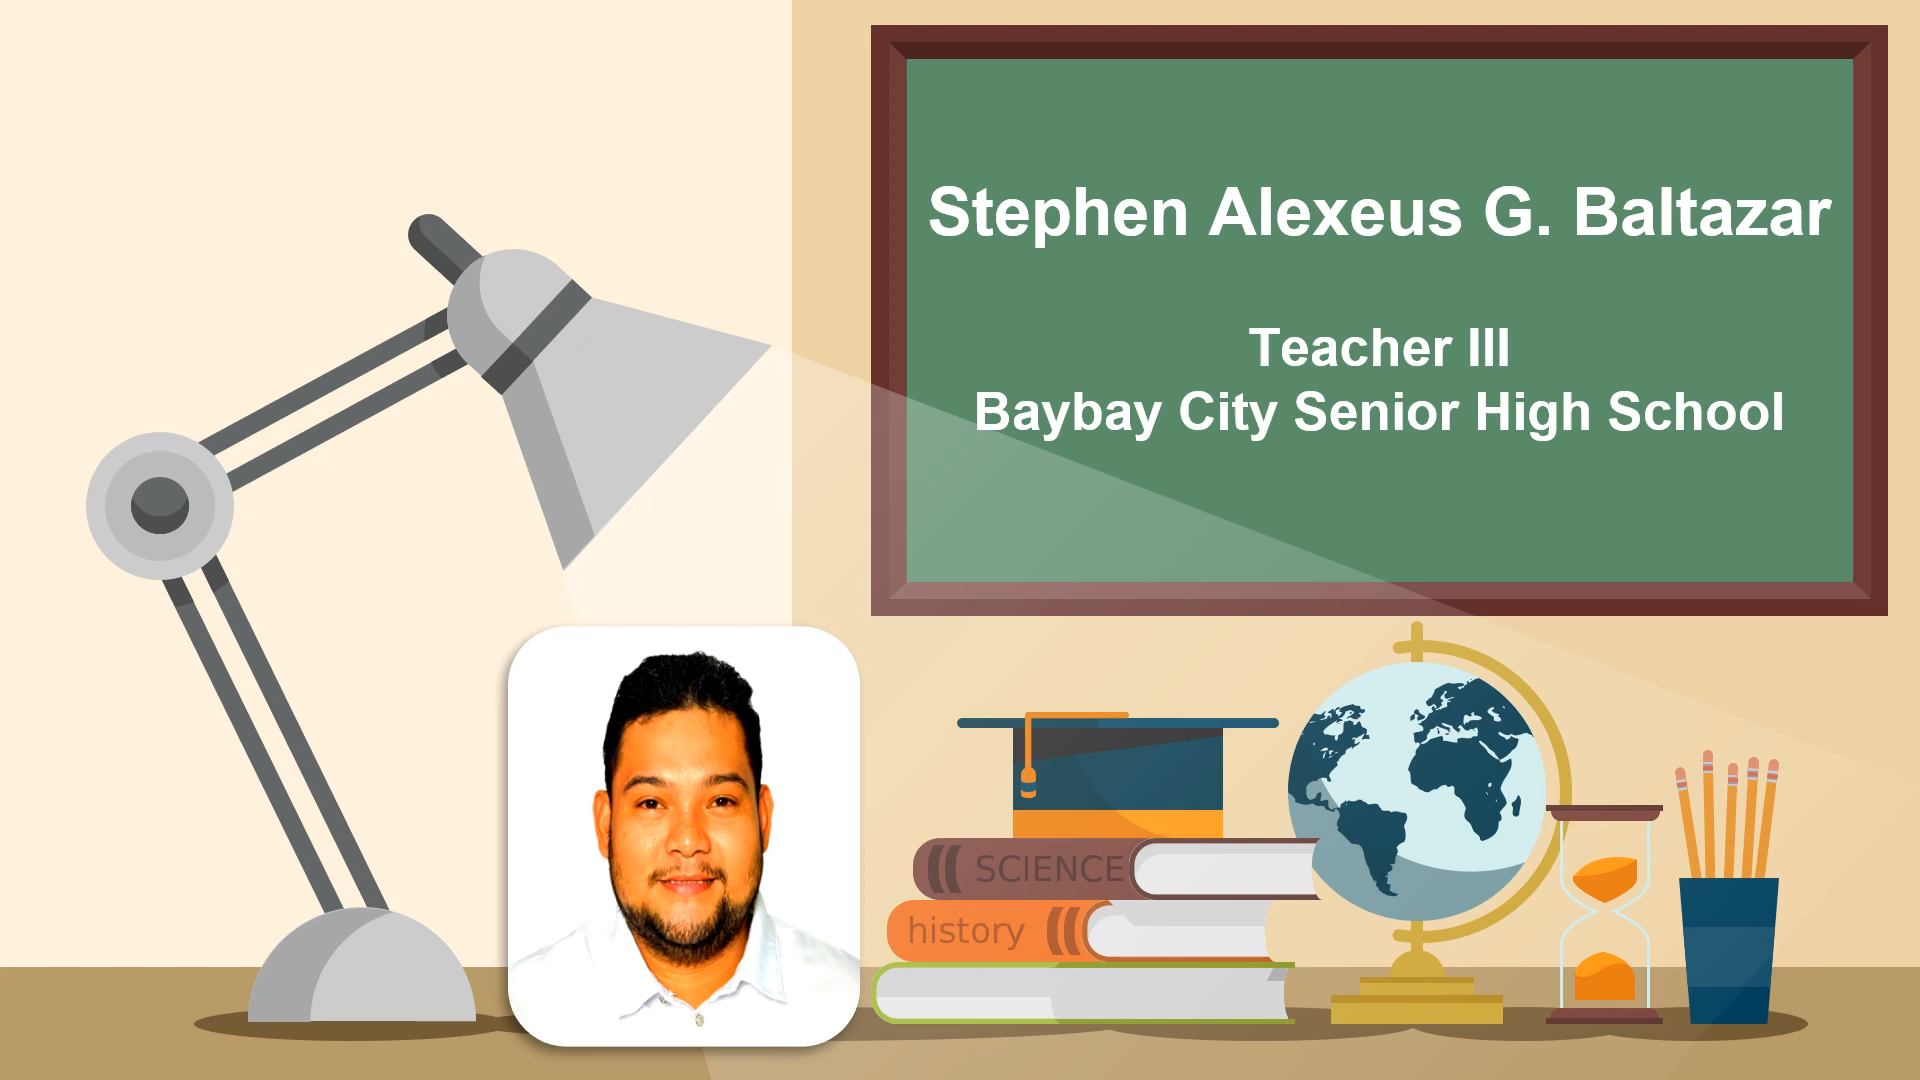 Stephen Alexeus G. Baltazar
Teacher III
Baybay City Senior High School
SCIENCE
history